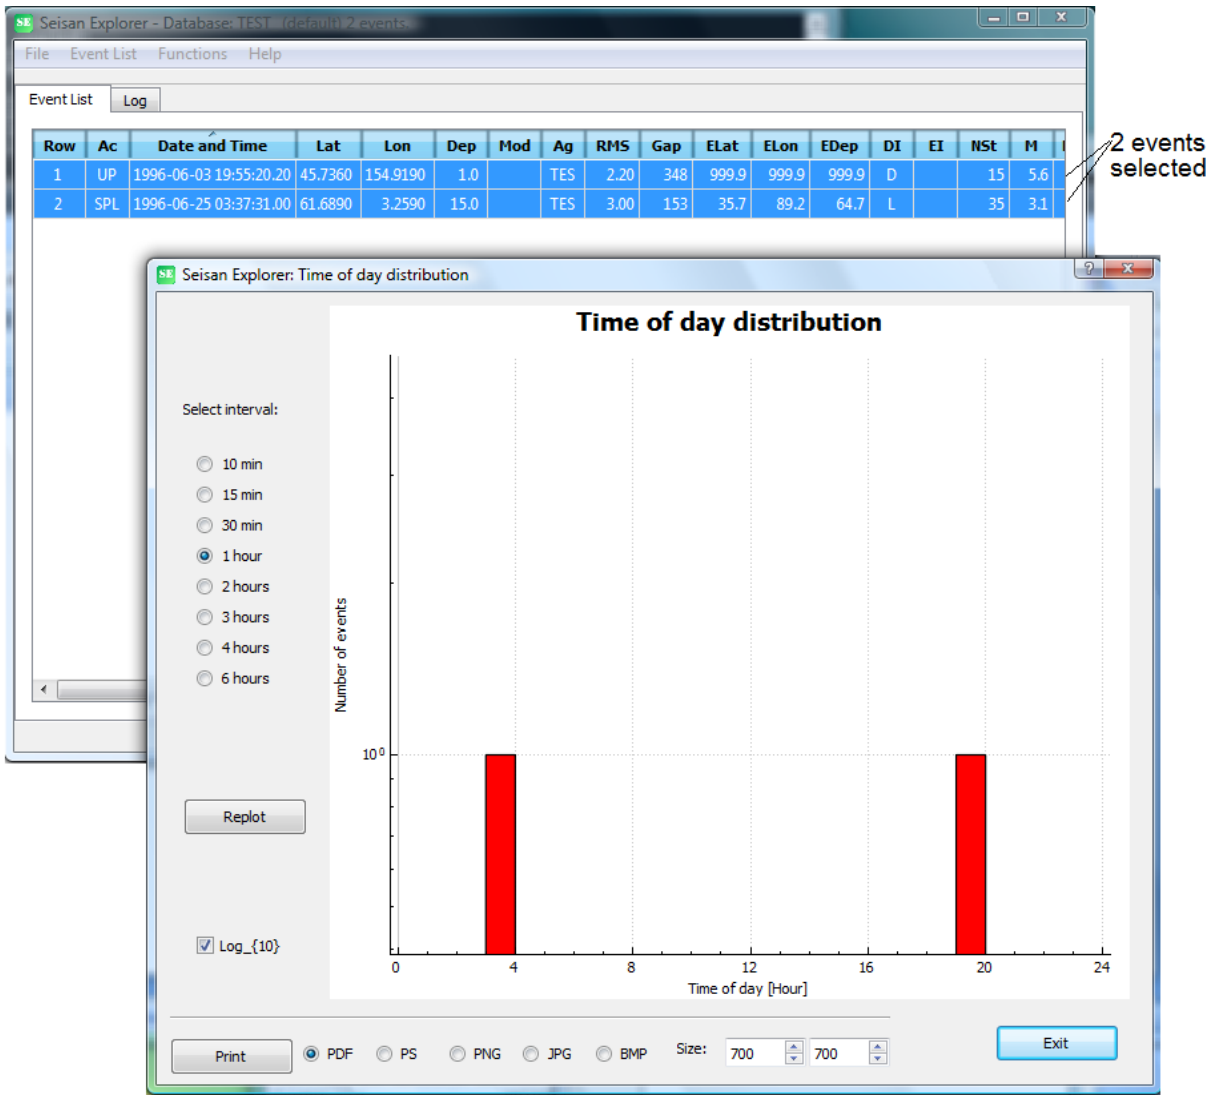 SE Seisan Explorer - Database: TEST (default) 2 events.
File Event List Functions Help
Event List Log
Row Ac Date and Time Lat Lon Dep Mod Ag RMS Gap ELat ELon EDep DI EI NSt M
1 UP 1996-06-03 19:55:20.20 45.7360 154.9190 1.0 TES 2.20 348 999.9 999.9 999.9 D 15 5.6
2 SPL 1996-06-25 03:37:31.00 61.6890 3.2590 15.0 TES 3.00 153 35.7 89.2 64.7 L 35 3.1
2 events
selected
SE Seisan Explorer: Time of day distribution
Time of day distribution
Select interval:
10 min
15 min
30 min
1 hour
2 hours
3 hours
4 hours
6 hours
Number of events
10⁰
Replot
Log_{10}
0 4 8 12 16 20 24
Time of day [Hour]
Print PDF PS PNG JPG BMP Size: 700 700 Exit